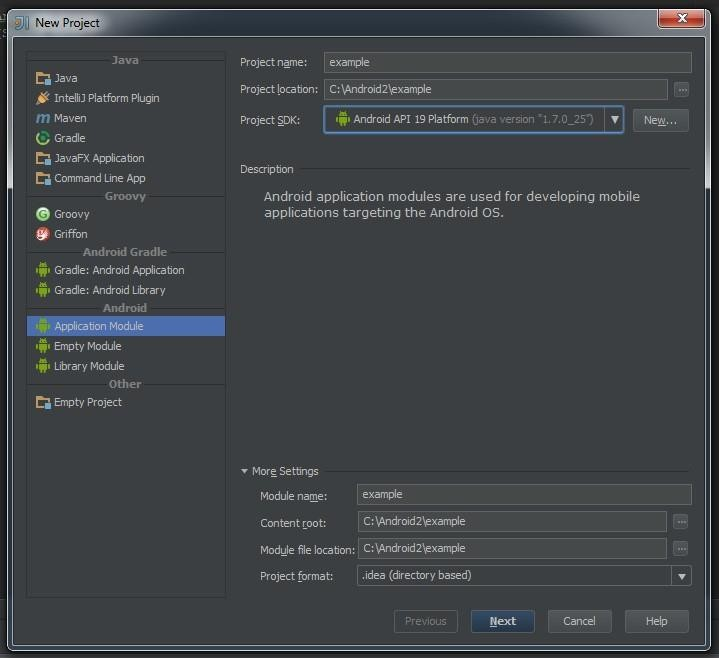 New Project
Java
Java
IntelliJ Platform Plugin
Maven
Gradle
JavaFX Application
Command Line App
Groovy
Groovy
Griffon
Android Gradle
Gradle: Android Application
Gradle: Android Library
Android
Application Module
Empty Module
Library Module
Other
Empty Project
Project name: example
Project location: C:\Android2\example ...
Project SDK: Android API 19 Platform (java version "1.7.0_25") New...
Description
Android application modules are used for developing mobile
applications targeting the Android OS.
More Settings
Module name: example
Content root: C:\Android2\example ...
Module file location: C:\Android2\example ...
Project format: .idea (directory based)
Previous Next Cancel Help